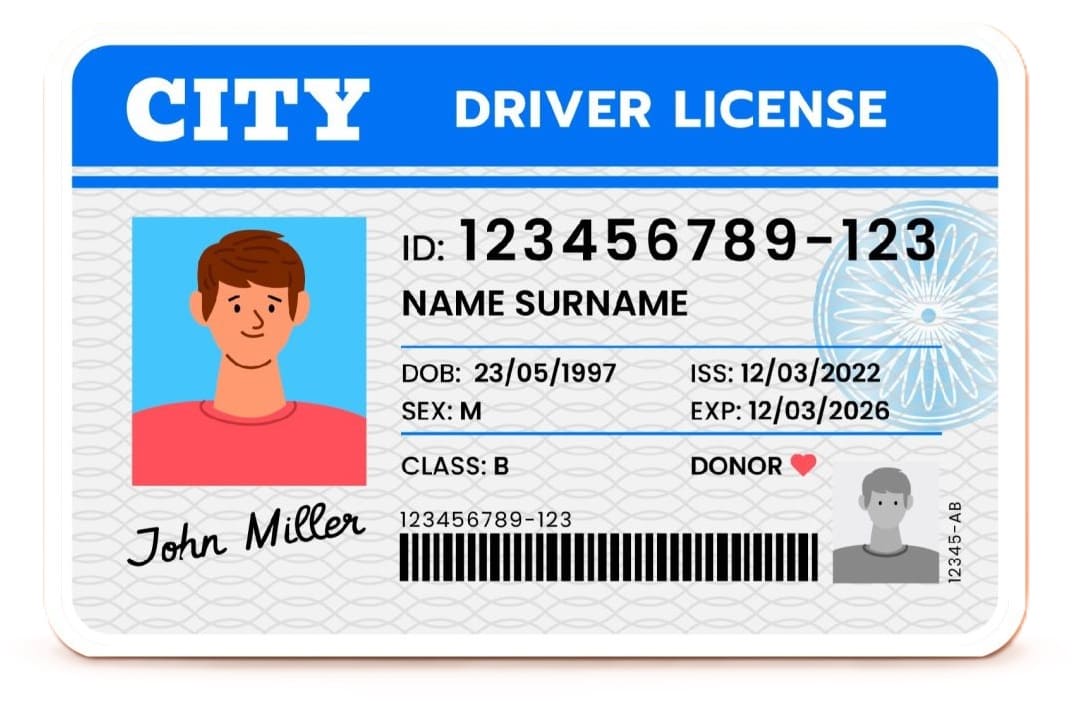 CITY DRIVER LICENSE
ID: 123456789-123
NAME SURNAME
DOB: 23/05/1997 ISS: 12/03/2022
SEX: M EXP: 12/03/2026
CLASS: B DONOR
John Miller
123456789-123
12345-AB